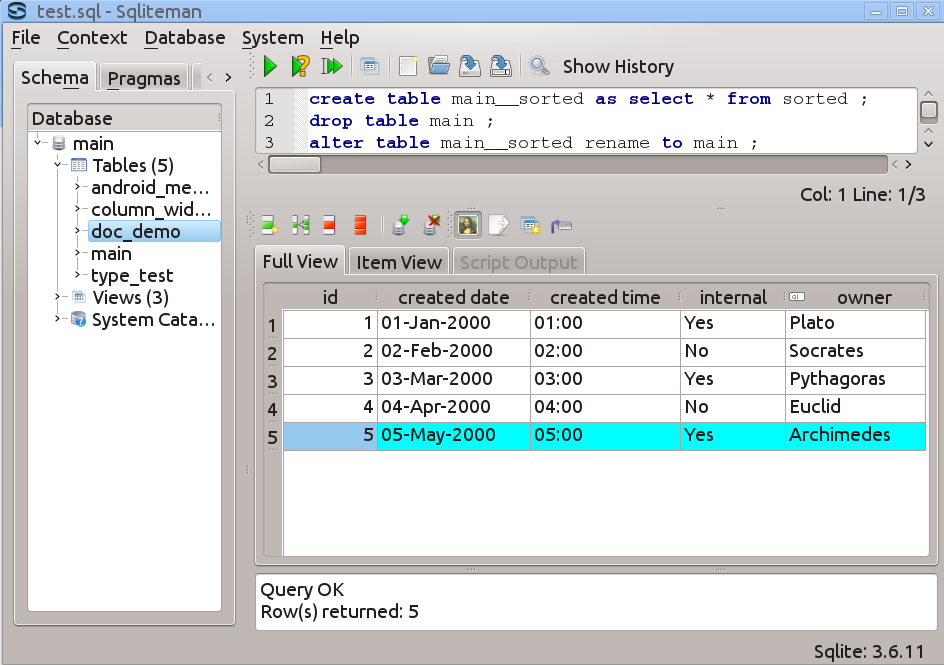 test.sql - Sqliteman
File Context Database System Help
Schema Pragmas
Show History
1 create table main__sorted as select * from sorted ;
2 drop table main ;
3 alter table main__sorted rename to main ;
Col: 1 Line: 1/3
Database
main
Tables (5)
android_me...
column_wid...
doc_demo
main
type_test
Views (3)
System Cata...
Full View Item View Script Output
id created date created time internal owner
1 1 01-Jan-2000 01:00 Yes Plato
2 2 02-Feb-2000 02:00 No Socrates
3 3 03-Mar-2000 03:00 Yes Pythagoras
4 4 04-Apr-2000 04:00 No Euclid
5 5 05-May-2000 05:00 Yes Archimedes
Query OK
Row(s) returned: 5
Sqlite: 3.6.11